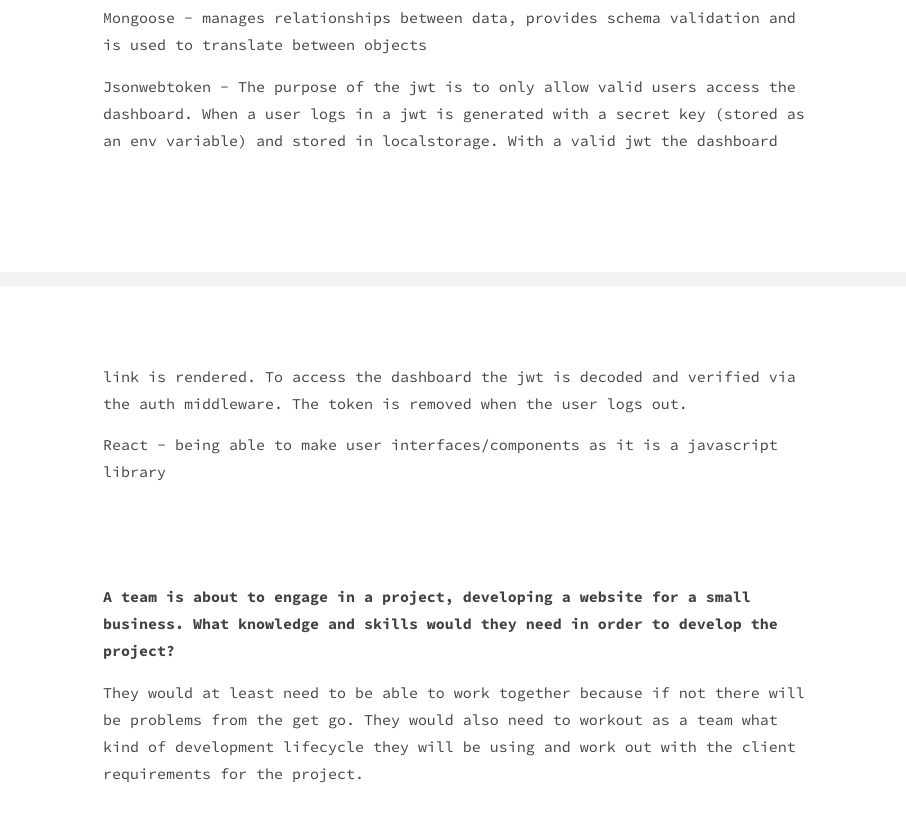 Mongoose - manages relationships between data, provides schema validation and
is used to translate between objects
Jsonwebtoken - The purpose of the jwt is to only allow valid users access the
dashboard. When a user logs in a jwt is generated with a secret key (stored as
an env variable) and stored in localstorage. With a valid jwt the dashboard
link is rendered. To access the dashboard the jwt is decoded and verified via
the auth middleware. The token is removed when the user logs out.
React - being able to make user interfaces/components as it is a javascript
library
A team is about to engage in a project, developing a website for a small
business. What knowledge and skills would they need in order to develop the
project?
They would at least need to be able to work together because if not there will
be problems from the get go. They would also need to workout as a team what
kind of development lifecycle they will be using and work out with the client
requirements for the project.